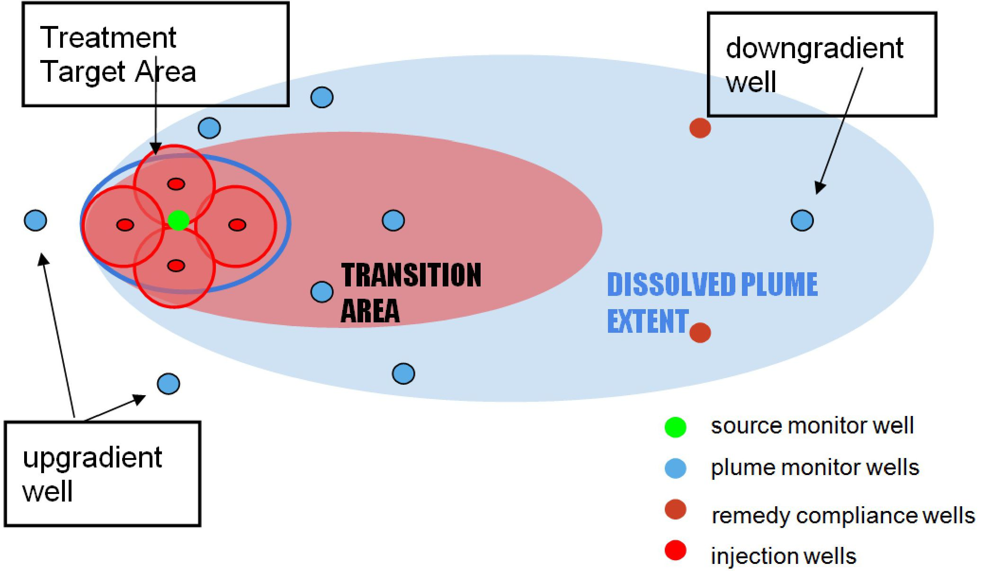 Treatment
Target Area
downgradient
well
TRANSITION
AREA
DISSOLVED PLUME
EXTENT
upgradient
well
source monitor well
plume monitor wells
remedy compliance wells
injection wells